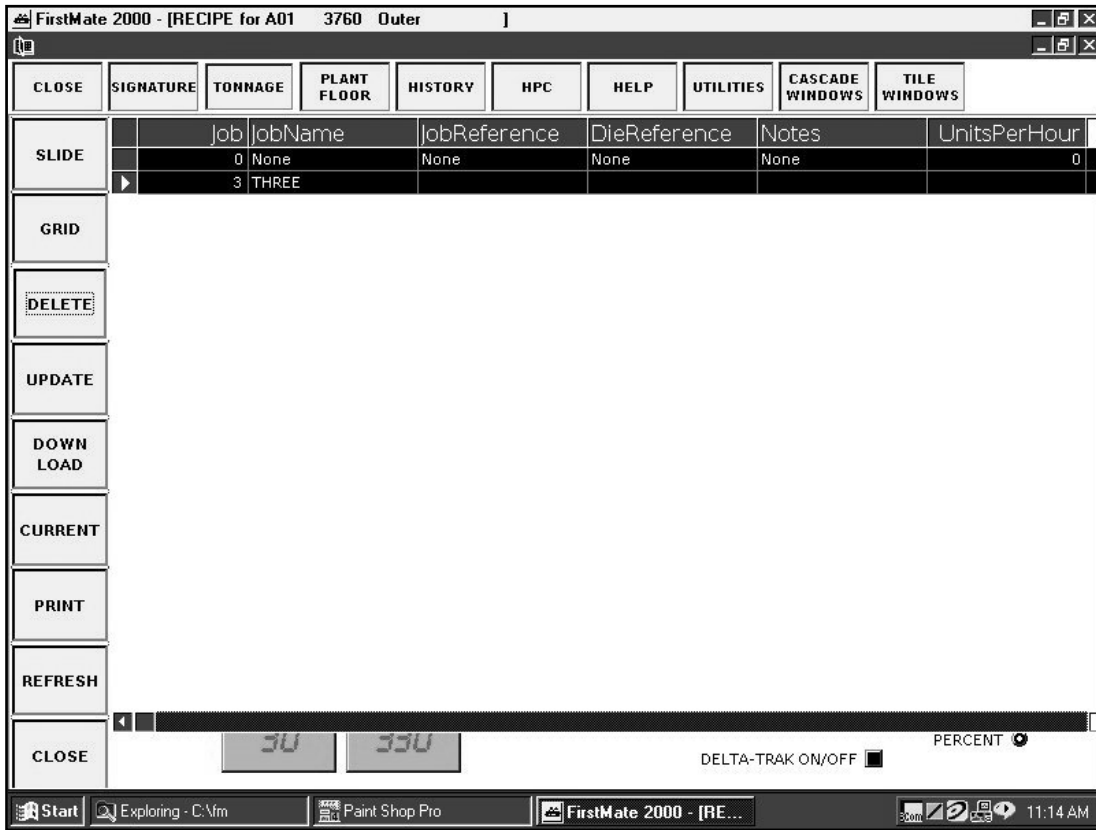 FirstMate 2000 - [RECIPE for A01 3760 Outer ]
CLOSE SIGNATURE TONNAGE PLANT FLOOR HISTORY HPC HELP UTILITIES CASCADE WINDOWS TILE WINDOWS
SLIDE
GRID
DELETE
UPDATE
DOWN
LOAD
CURRENT
PRINT
REFRESH
CLOSE
Job JobName JobReference DieReference Notes UnitsPerHour
0 None None None None 0
3 THREE
30 330
PERCENT
DELTA-TRAK ON/OFF
Start Exploring - C:\fm Paint Shop Pro FirstMate 2000 - [RE... 3com 11:14 AM